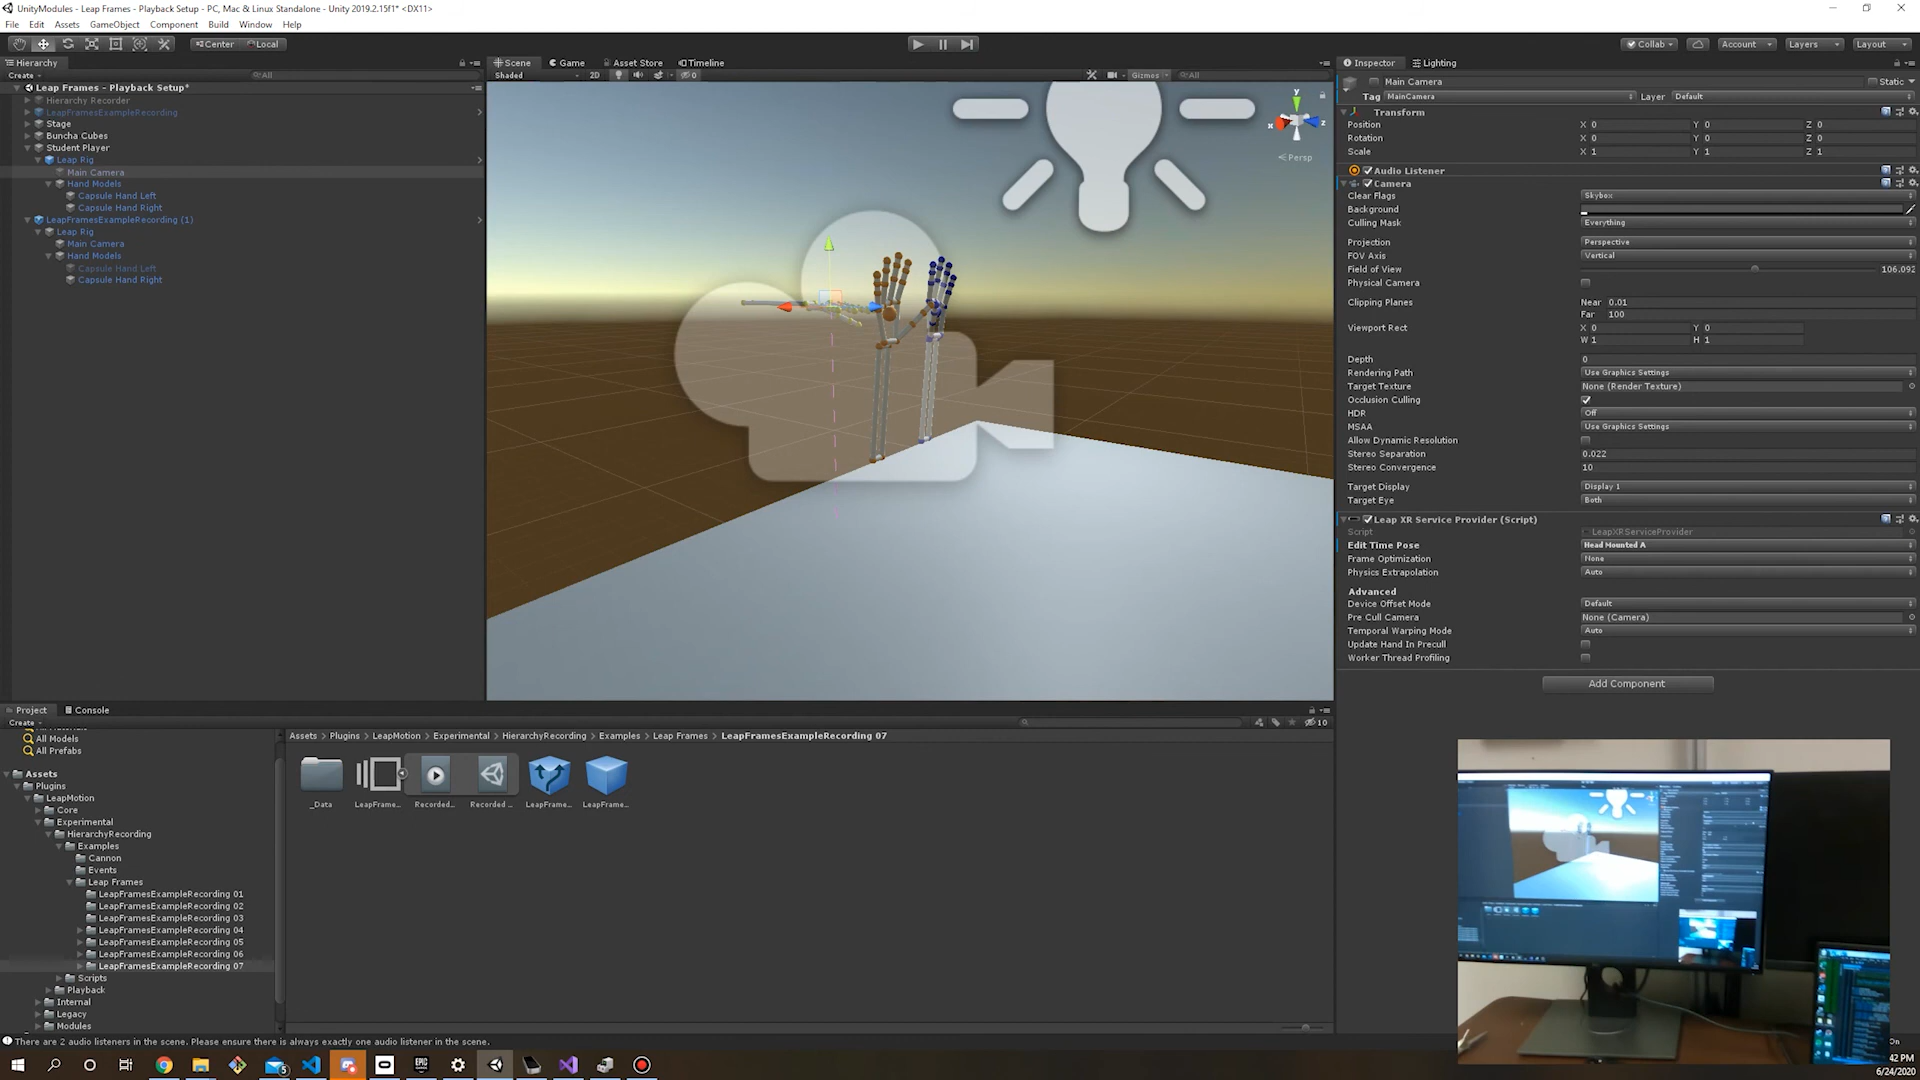 UnityModules - Leap Frames - Playback Setup - PC, Mac & Linux Standalone - Unity 2019.2.15f1* <DX11>
File Edit Assets GameObject Component Build Window Help
Center Local
Collab Account Layers Layout
Hierarchy
Create All
Leap Frames - Playback Setup*
Hierarchy Recorder
LeapFramesExampleRecording
Stage
Buncha Cubes
Student Player
Leap Rig
Main Camera
Hand Models
Capsule Hand Left
Capsule Hand Right
LeapFramesExampleRecording (1)
Leap Rig
Main Camera
Hand Models
Capsule Hand Left
Capsule Hand Right
Scene Game Asset Store Timeline
Shaded 2D 0 Gizmos All
y
x z
Persp
Inspector Lighting
Main Camera Static
Tag MainCamera Layer Default
Transform
Position X 0 Y 0 Z 0
Rotation X 0 Y 0 Z 0
Scale X 1 Y 1 Z 1
Audio Listener
Camera
Clear Flags Skybox
Background
Culling Mask Everything
Projection Perspective
FOV Axis Vertical
Field of View 106.092
Physical Camera
Clipping Planes Near 0.01
Far 100
Viewport Rect X 0 Y 0
W 1 H 1
Depth 0
Rendering Path Use Graphics Settings
Target Texture None (Render Texture)
Occlusion Culling
HDR Off
MSAA Use Graphics Settings
Allow Dynamic Resolution
Stereo Separation 0.022
Stereo Convergence 10
Target Display Display 1
Target Eye Both
Leap XR Service Provider (Script)
Script LeapXRServiceProvider
Edit Time Pose Head Mounted A
Frame Optimization None
Physics Extrapolation Auto
Advanced
Device Offset Mode Default
Pre Cull Camera None (Camera)
Temporal Warping Mode Auto
Update Hand In Precull
Worker Thread Profiling
Add Component
Project Console
Create 10
All Models
All Prefabs
Assets
Plugins
LeapMotion
Core
Experimental
HierarchyRecording
Examples
Cannon
Events
Leap Frames
LeapFramesExampleRecording 01
LeapFramesExampleRecording 02
LeapFramesExampleRecording 03
LeapFramesExampleRecording 04
LeapFramesExampleRecording 05
LeapFramesExampleRecording 06
LeapFramesExampleRecording 07
Scripts
Playback
Internal
Legacy
Modules
Assets > Plugins > LeapMotion > Experimental > HierarchyRecording > Examples > Leap Frames > LeapFramesExampleRecording 07
_Data LeapFrame... Recorded... Recorded ... LeapFrame... LeapFrame...
There are 2 audio listeners in the scene. Please ensure there is always exactly one audio listener in the scene.
On
5 EPIC GAMES
42 PM
6/24/2020